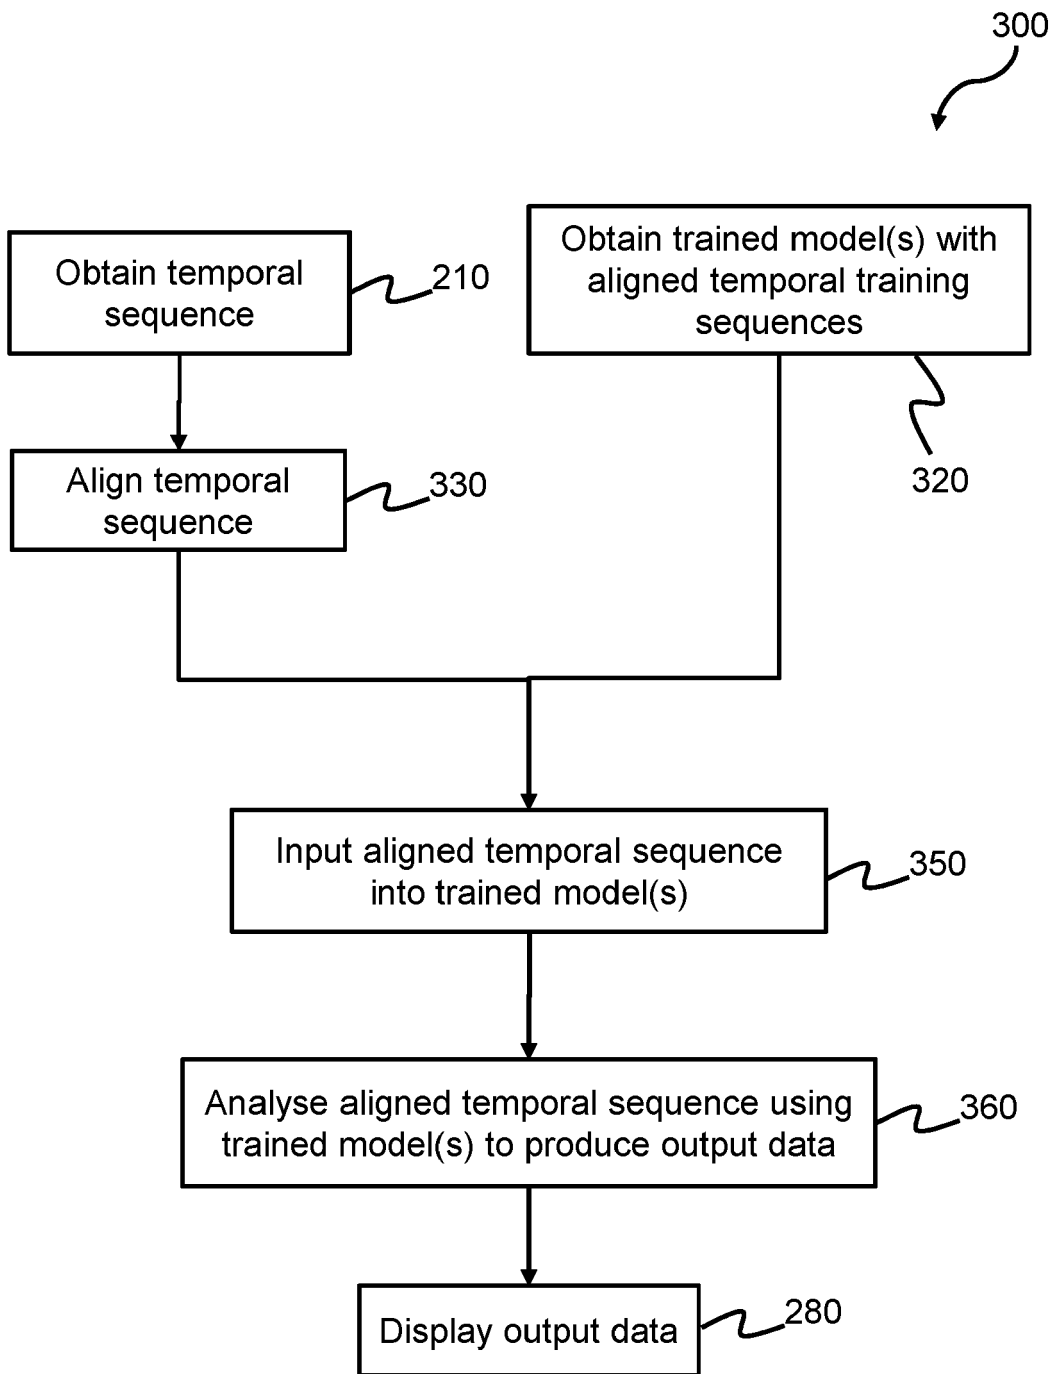 300
Obtain temporal
sequence
210
Obtain trained model(s) with
aligned temporal training
sequences
320
Align temporal
sequence
330
Input aligned temporal sequence
into trained model(s)
350
Analyse aligned temporal sequence using
trained model(s) to produce output data
360
Display output data
280